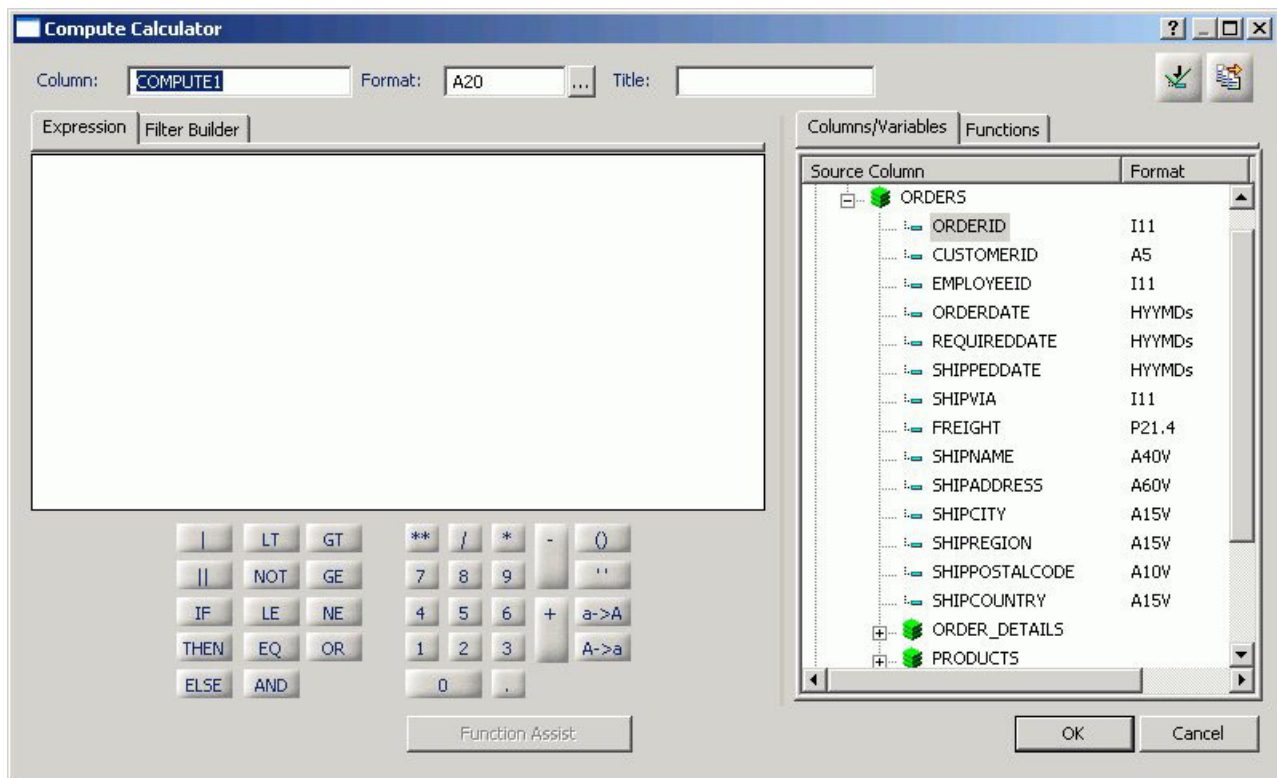 Compute Calculator
Column: COMPUTE1 Format: A20 ... Title:
Expression Filter Builder
Columns/Variables Functions
Source Column Format
ORDERS
ORDERID I11
CUSTOMERID A5
EMPLOYEEID I11
ORDERDATE HYYMDs
REQUIREDDATE HYYMDs
SHIPPEDDATE HYYMDs
SHIPVIA I11
FREIGHT P21.4
SHIPNAME A40V
SHIPADDRESS A60V
SHIPCITY A15V
SHIPREGION A15V
SHIPPOSTALCODE A10V
SHIPCOUNTRY A15V
ORDER_DETAILS
PRODUCTS
| LT GT ** / * - ()
|| NOT GE 7 8 9 ' '
IF LE NE 4 5 6 + a->A
THEN EQ OR 1 2 3 A->a
ELSE AND 0 .
Function Assist
OK Cancel